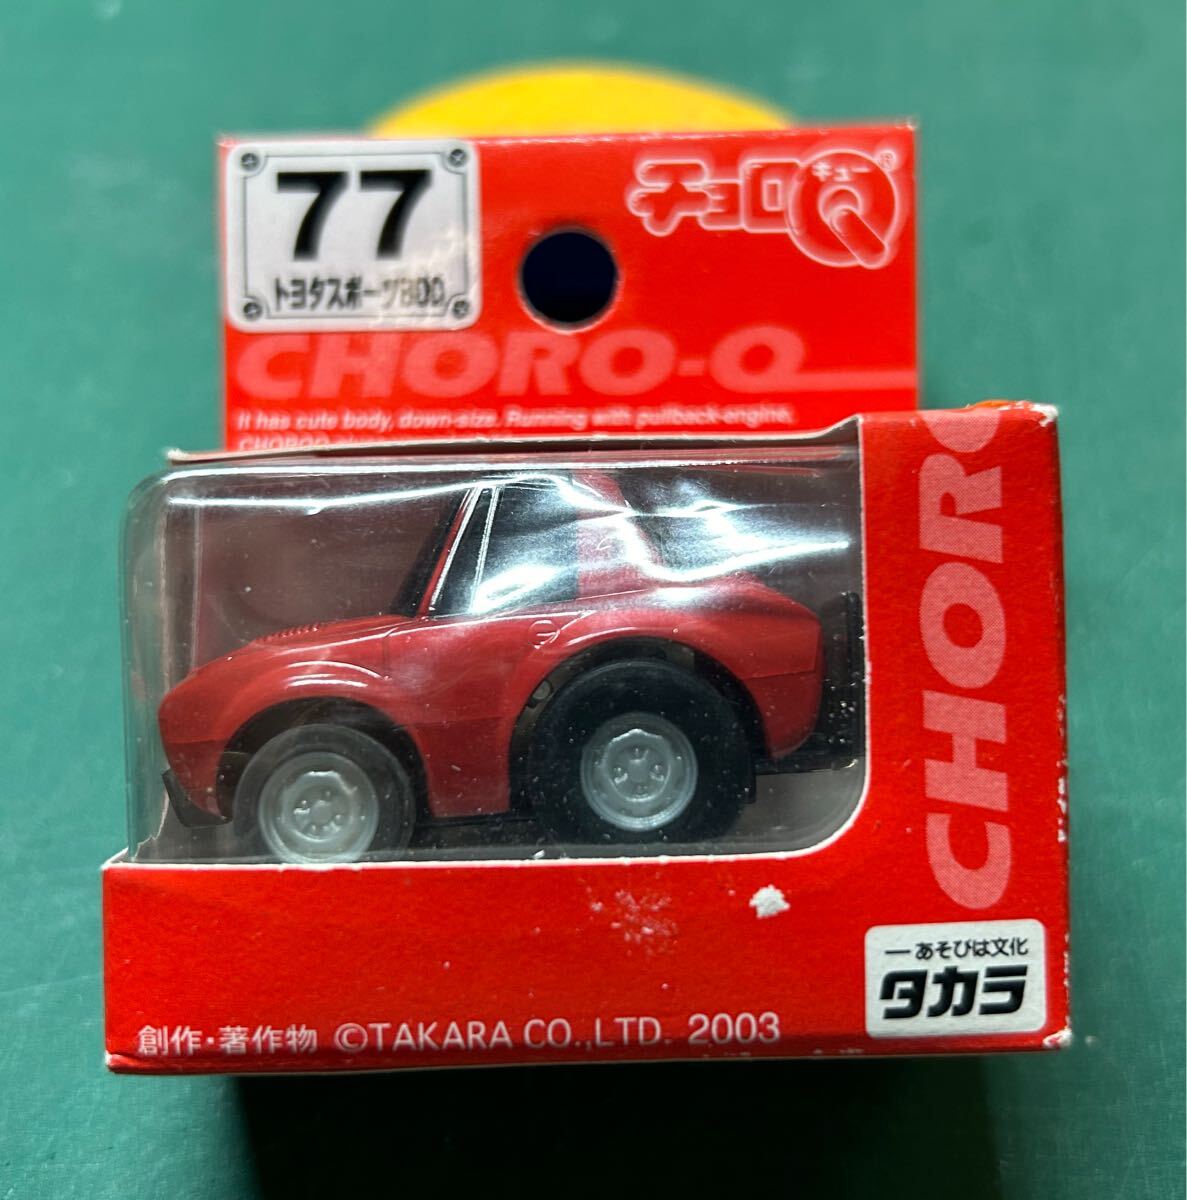 77
トヨタスポーツ800
チョロQ®
キュー
CHORO-Q
It has cute body, down-size. Running with pullback-engine.
CHORO
あそびは文化
タカラ
創作・著作物 ©TAKARA CO.,LTD. 2003